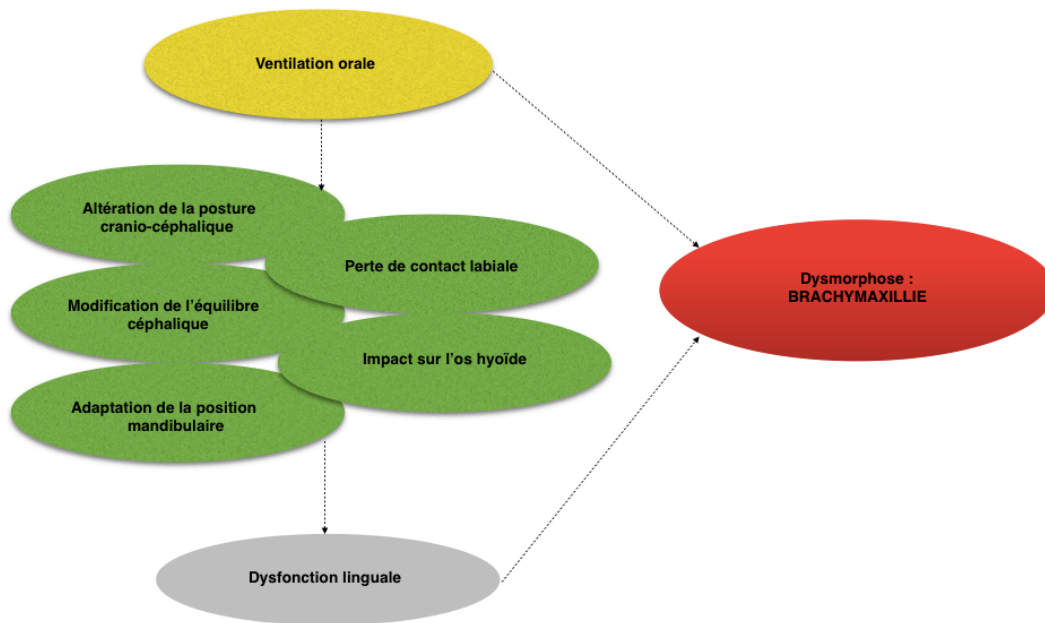 Ventilation orale
Altération de la posture
cranio-céphalique
Perte de contact labiale
Modification de l'équilibre
céphalique
Impact sur l'os hyoïde
Adaptation de la position
mandibulaire
Dysfonction linguale
Dysmorphose :
BRACHYMAXILLIE